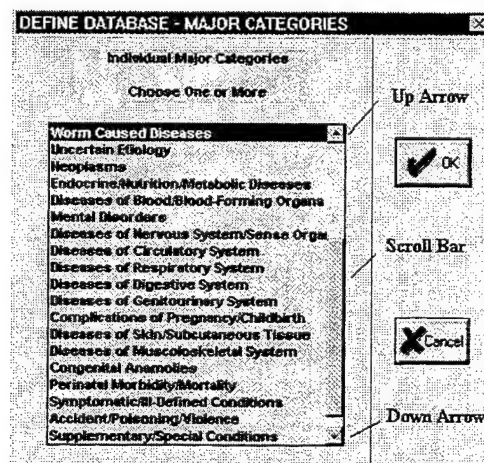 DEFINE DATABASE - MAJOR CATEGORIES
Individual Major Categories
Choose One or More
Up Arrow
Worm Caused Diseases
Uncertain Etiology
Neoplasms
Endocrine/Nutrition/Metabolic Diseases
Diseases of Blood/Blood-Forming Organs
Mental Disorders
Diseases of Nervous System/Sense Orga
Diseases of Circulatory System
Diseases of Respiratory System
Diseases of Digestive System
Diseases of Genitourinary System
Complications of Pregnancy/Childbirth
Diseases of Skin/Subcutaneous Tissue
Diseases of Muscoloskeletal System
Congenital Anomolies
Perinatal Morbidity/Mortality
Symptomatic/Ill-Defined Conditions
Accident/Poisoning/Violence
Supplementary/Special Conditions
OK
Scroll Bar
Cancel
Down Arrow